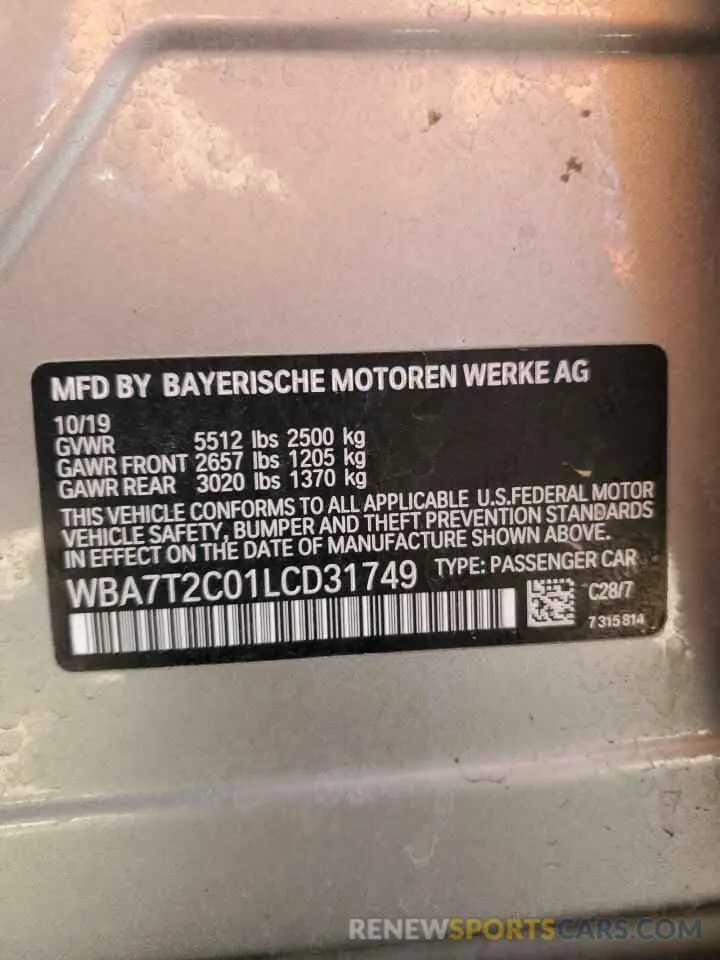 MFD BY BAYERISCHE MOTOREN WERKE AG
10/19
GVWR 5512 lbs 2500 kg
GAWR FRONT 2657 lbs 1205 kg
GAWR REAR 3020 lbs 1370 kg
THIS VEHICLE CONFORMS TO ALL APPLICABLE U.S.FEDERAL MOTOR
VEHICLE SAFETY, BUMPER AND THEFT PREVENTION STANDARDS
IN EFFECT ON THE DATE OF MANUFACTURE SHOWN ABOVE.
WBA7T2C01LCD31749 TYPE: PASSENGER CAR
C28/7
7 315 814
RENEWSPORTSCARS.COM